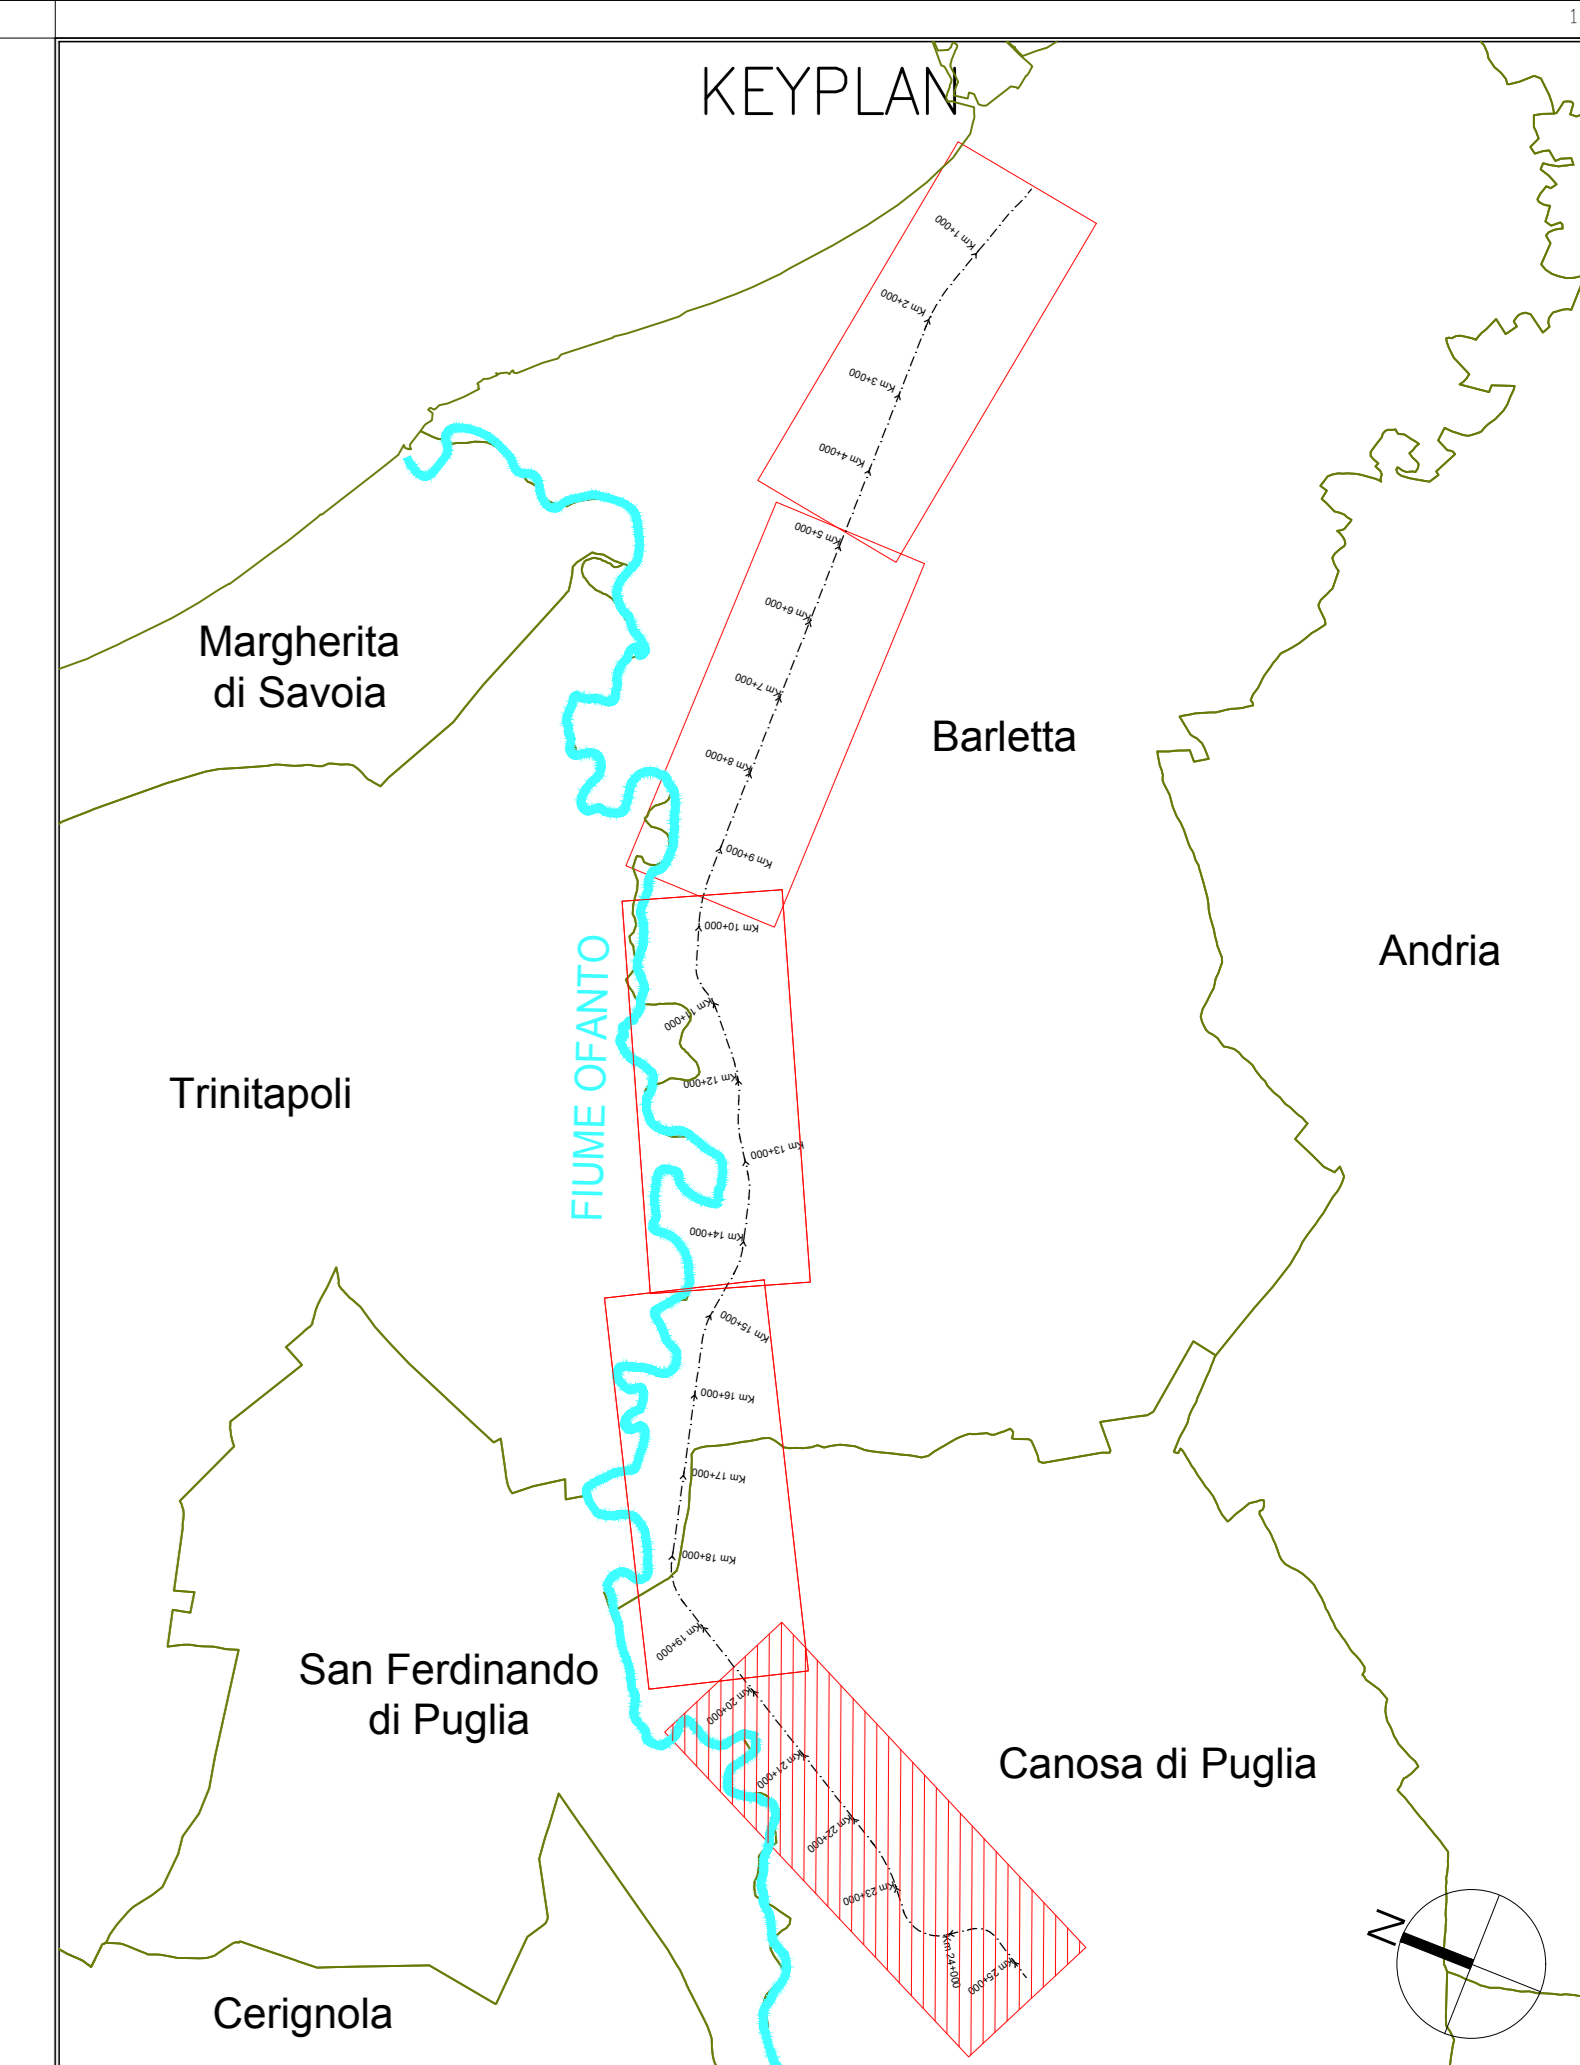 1
KEYPLAN
Km 1+000
Km 2+000
Km 3+000
Km 4+000
Km 5+000
Km 6+000
Margherita
di Savoia
Km 7+000
Barletta
Km 8+000
Km 9+000
Km 10+000
Andria
FIUME OFANTO
Km 11+000
Trinitapoli
Km 12+000
Km 13+000
Km 14+000
Km 15+000
Km 16+000
Km 17+000
Km 18+000
Km 19+000
San Ferdinando
di Puglia
Km 20+000
Canosa di Puglia
Km 21+000
Km 22+000
Km 23+000
Km 24+000
Km 25+000
N
Cerignola